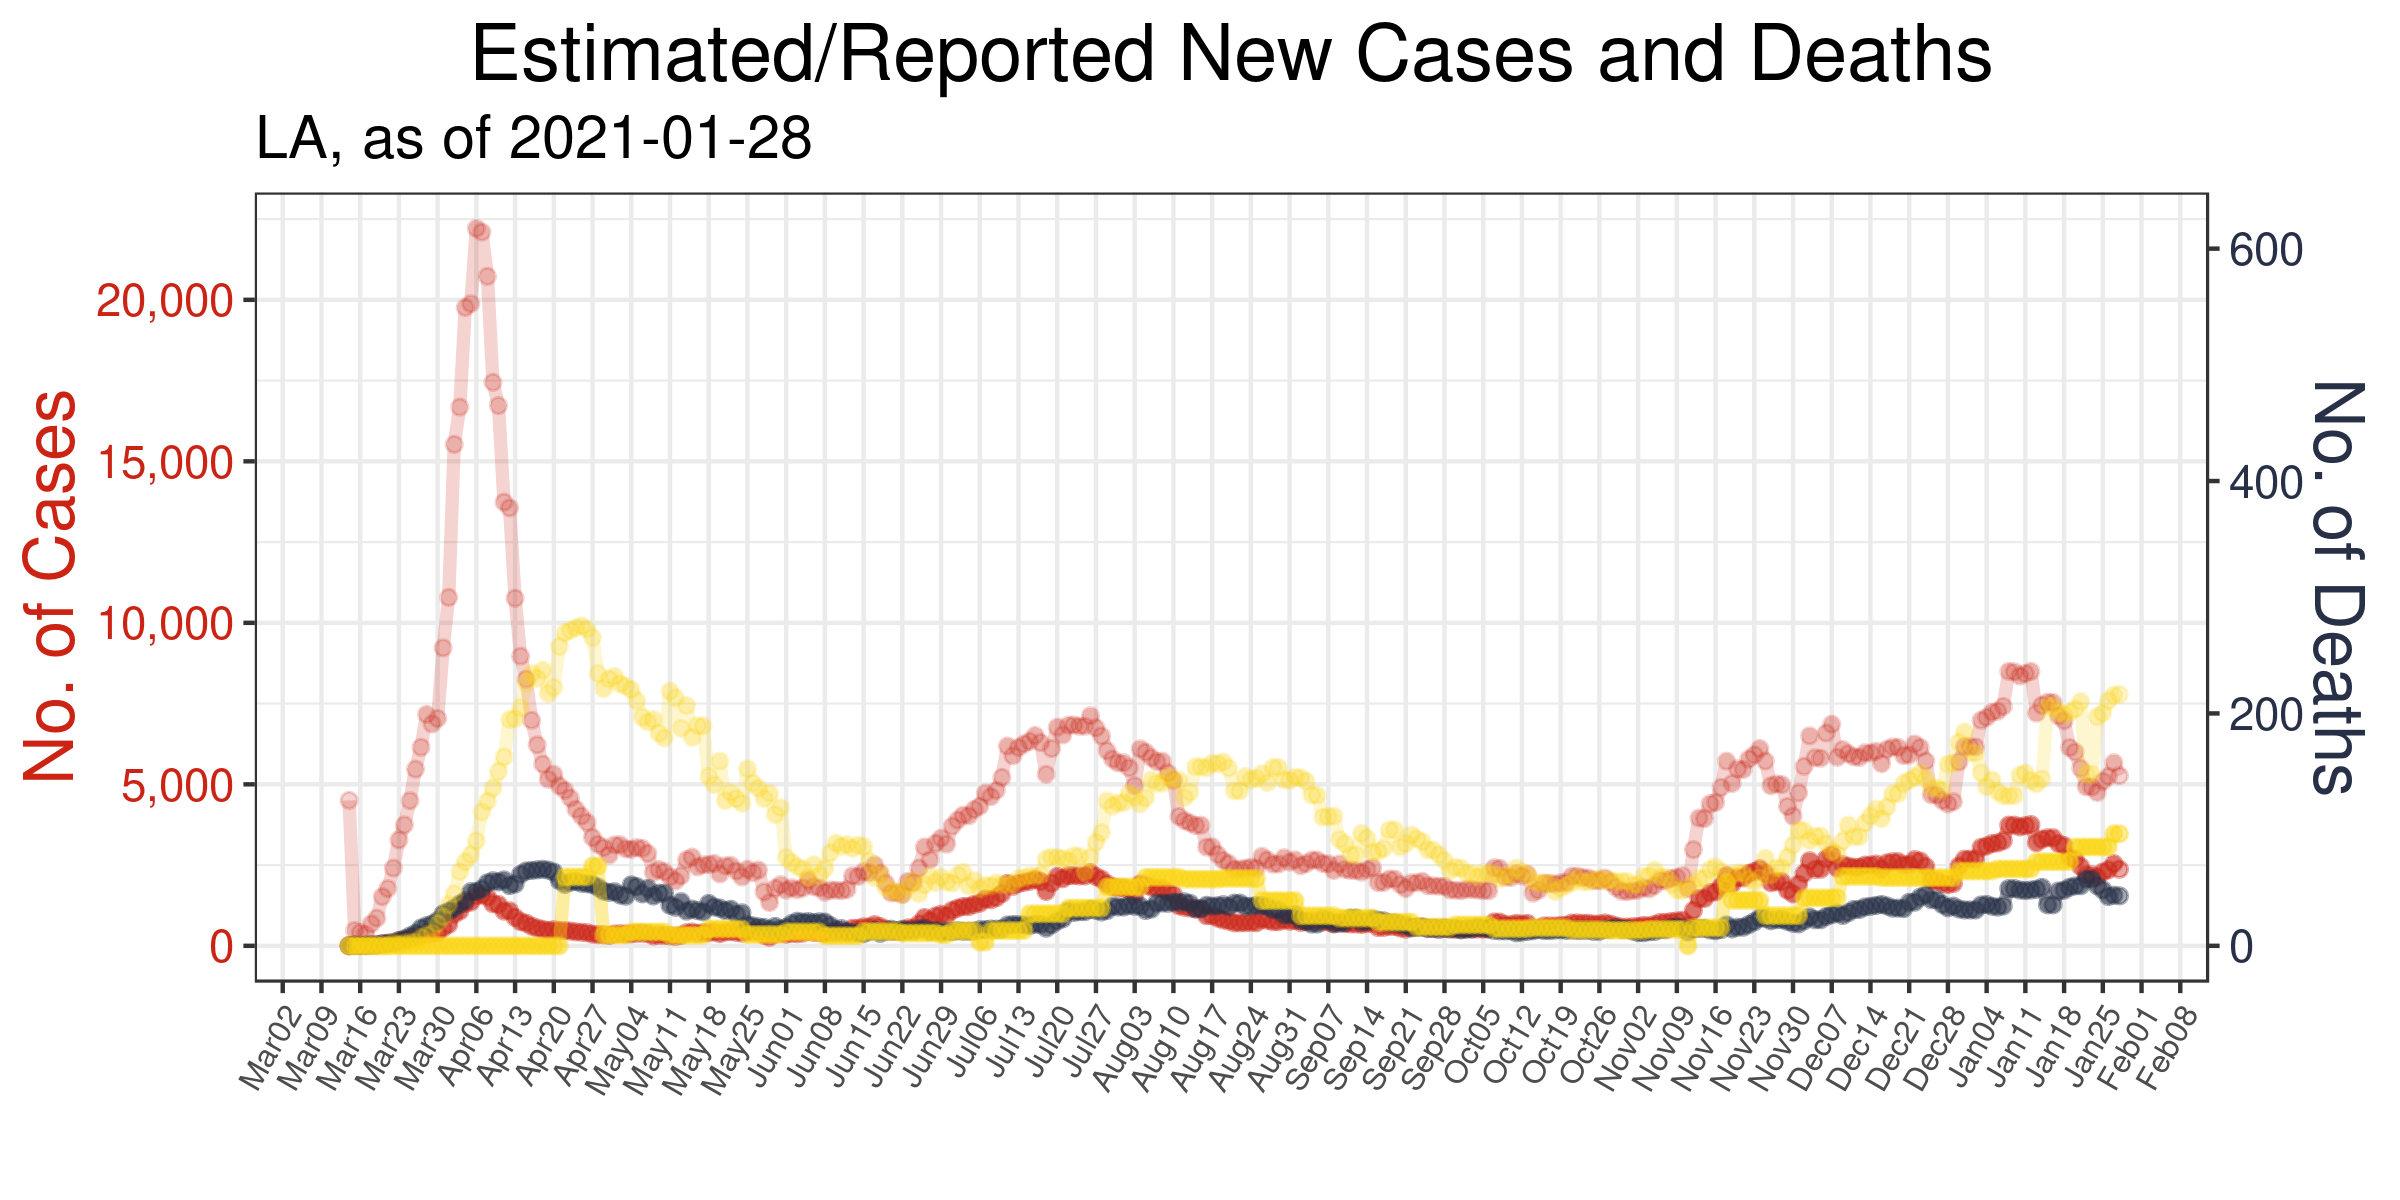 Estimated/Reported New Cases and Deaths
LA, as of 2021-01-28
No. of Cases
20,000
15,000
10,000
5,000
0
600
400
200
0
No. of Deaths
Mar02
Mar09
Mar16
Mar23
Mar30
Apr06
Apr13
Apr20
Apr27
May04
May11
May18
May25
Jun01
Jun08
Jun15
Jun22
Jun29
Jul06
Jul13
Jul20
Jul27
Aug03
Aug10
Aug17
Aug24
Aug31
Sep07
Sep14
Sep21
Sep28
Oct05
Oct12
Oct19
Oct26
Nov02
Nov09
Nov16
Nov23
Nov30
Dec07
Dec14
Dec21
Dec28
Jan04
Jan11
Jan18
Jan25
Feb01
Feb08